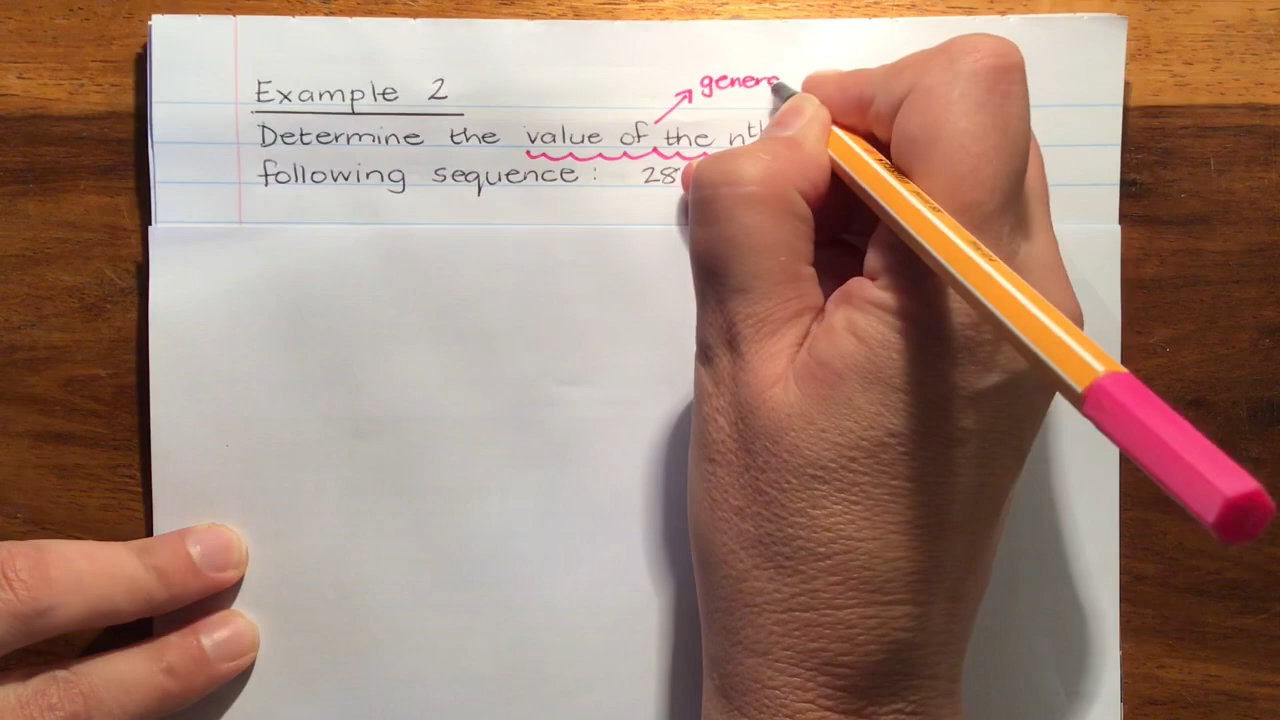 Example 2
genera
Determine the value of the nth
following sequence: 28